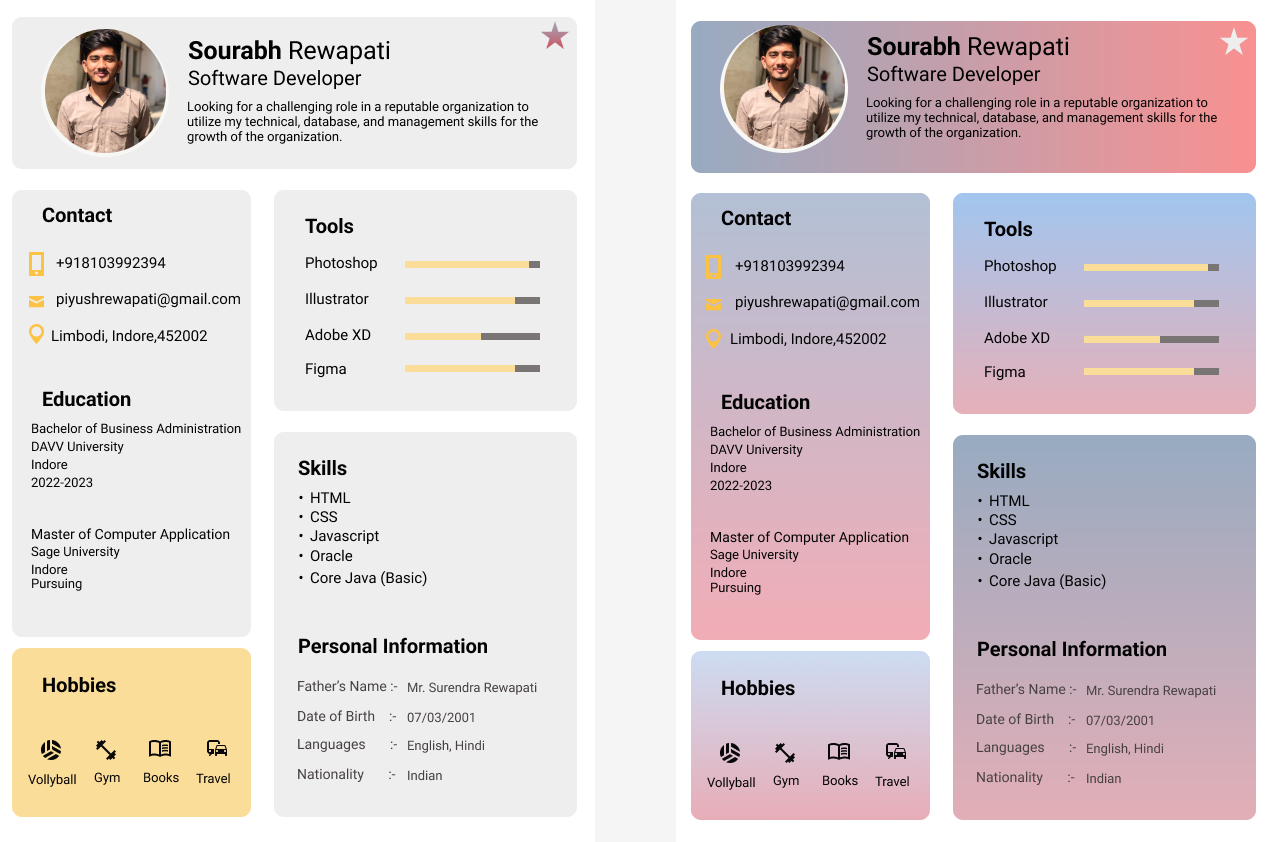 Sourabh Rewapati
Software Developer
Looking for a challenging role in a reputable organization to
utilize my technical, database, and management skills for the
growth of the organization.
Contact
+918103992394
piyushrewapati@gmail.com
Limbodi, Indore,452002
Education
Bachelor of Business Administration
DAVV University
Indore
2022-2023
Master of Computer Application
Sage University
Indore
Pursuing
Hobbies
Vollyball Gym Books Travel
Tools
Photoshop
Illustrator
Adobe XD
Figma
Skills
• HTML
• CSS
• Javascript
• Oracle
• Core Java (Basic)
Personal Information
Father's Name :- Mr. Surendra Rewapati
Date of Birth :- 07/03/2001
Languages :- English, Hindi
Nationality :- Indian
Sourabh Rewapati
Software Developer
Looking for a challenging role in a reputable organization to
utilize my technical, database, and management skills for the
growth of the organization.
Contact
+918103992394
piyushrewapati@gmail.com
Limbodi, Indore,452002
Education
Bachelor of Business Administration
DAVV University
Indore
2022-2023
Master of Computer Application
Sage University
Indore
Pursuing
Hobbies
Vollyball Gym Books Travel
Tools
Photoshop
Illustrator
Adobe XD
Figma
Skills
• HTML
• CSS
• Javascript
• Oracle
• Core Java (Basic)
Personal Information
Father's Name :- Mr. Surendra Rewapati
Date of Birth :- 07/03/2001
Languages :- English, Hindi
Nationality :- Indian